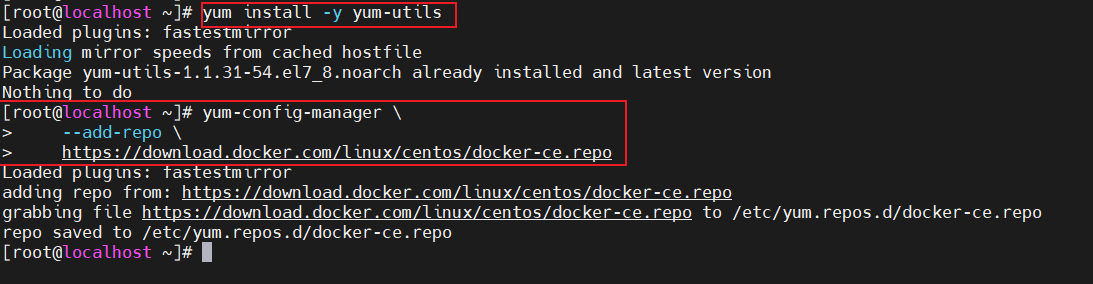 [root@localhost ~]# yum install -y yum-utils
Loaded plugins: fastestmirror
Loading mirror speeds from cached hostfile
Package yum-utils-1.1.31-54.el7_8.noarch already installed and latest version
Nothing to do
[root@localhost ~]# yum-config-manager \
>     --add-repo \
>     https://download.docker.com/linux/centos/docker-ce.repo
Loaded plugins: fastestmirror
adding repo from: https://download.docker.com/linux/centos/docker-ce.repo
grabbing file https://download.docker.com/linux/centos/docker-ce.repo to /etc/yum.repos.d/docker-ce.repo
repo saved to /etc/yum.repos.d/docker-ce.repo
[root@localhost ~]#